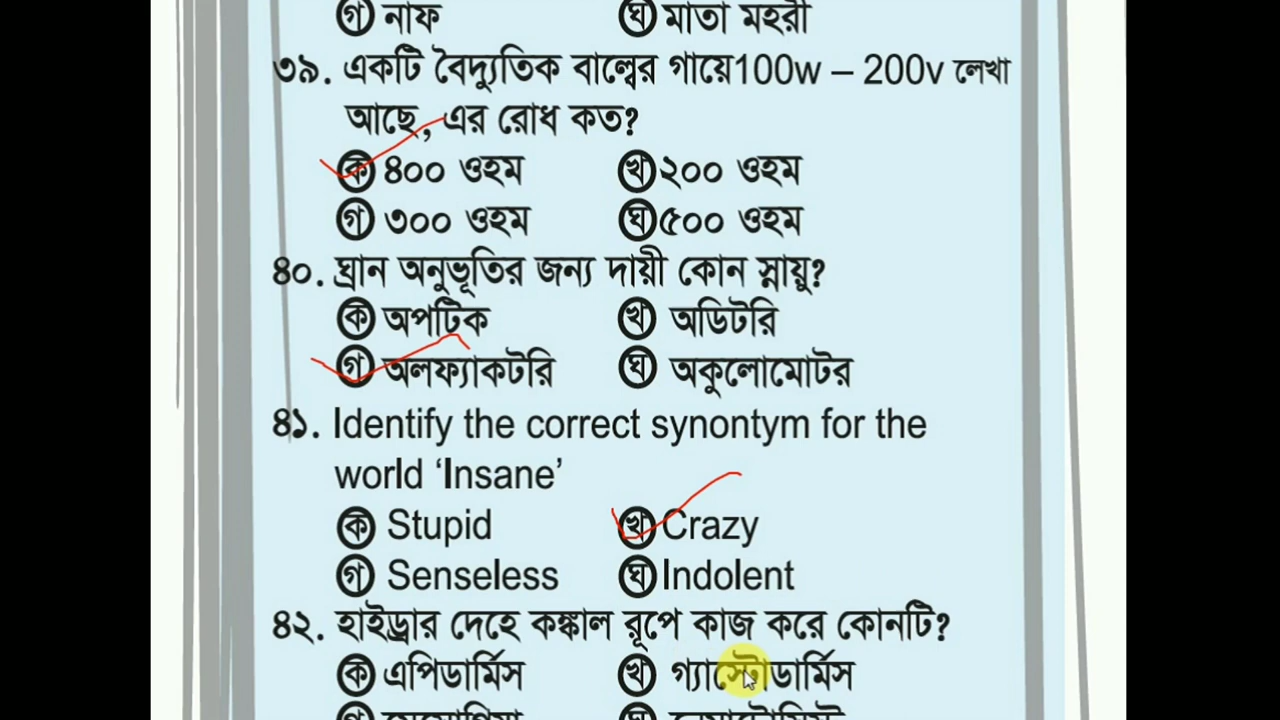 গ নাফ ঘ মাতা মহরী
৩৯. একটি বৈদ্যুতিক বাল্বের গায়ে100w – 200v লেখা
আছে, এর রোধ কত?
ক ৪০০ ওহম খ ২০০ ওহম
গ ৩০০ ওহম ঘ ৫০০ ওহম
৪০. ঘ্রান অনুভূতির জন্য দায়ী কোন স্নায়ু?
ক অপটিক খ অডিটরি
গ অলফ্যাকটরি ঘ অকুলোমোটর
৪১. Identify the correct synontym for the
world ‘Insane’
ক Stupid খ Crazy
গ Senseless ঘ Indolent
৪২. হাইড্রার দেহে কঙ্কাল রূপে কাজ করে কোনটি?
ক এপিডার্মিস খ গ্যাস্ট্রোডার্মিস